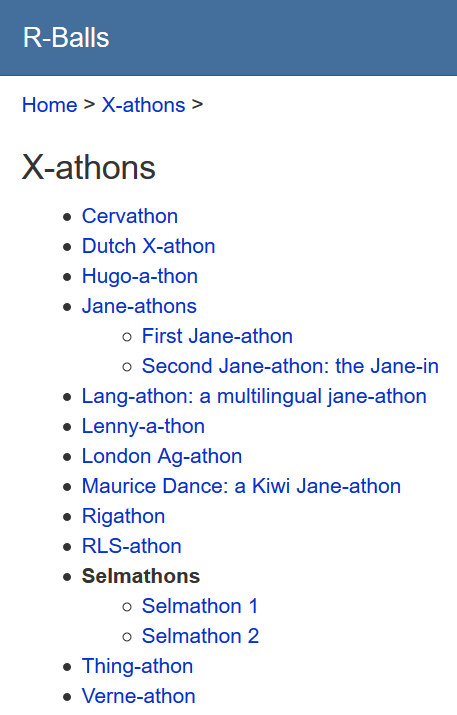 R-Balls
Home > X-athons >
X-athons
Cervathon
Dutch X-athon
Hugo-a-thon
Jane-athons
First Jane-athon
Second Jane-athon: the Jane-in
Lang-athon: a multilingual jane-athon
Lenny-a-thon
London Ag-athon
Maurice Dance: a Kiwi Jane-athon
Rigathon
RLS-athon
Selmathons
Selmathon 1
Selmathon 2
Thing-athon
Verne-athon